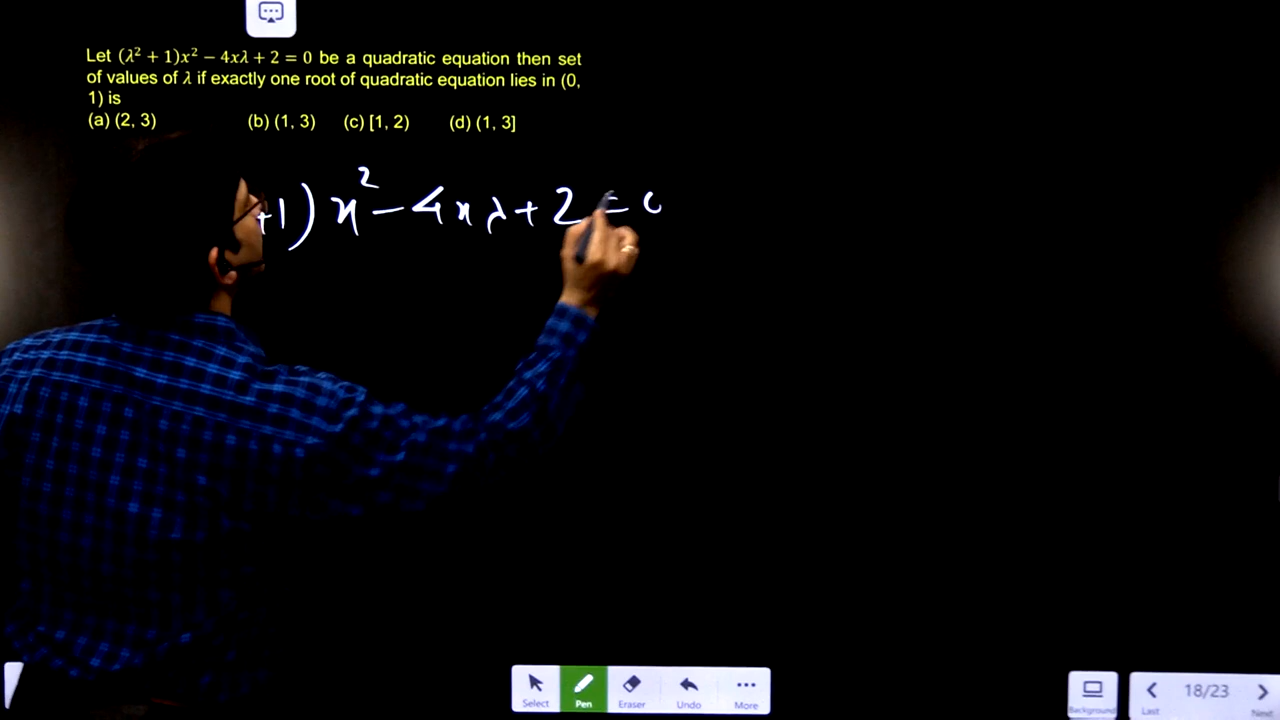 Let (λ² + 1)x² − 4xλ + 2 = 0 be a quadratic equation then set
of values of λ if exactly one root of quadratic equation lies in (0,
1) is
(a) (2, 3) (b) (1, 3) (c) [1, 2) (d) (1, 3]
+1) x² - 4xλ + 2 = 0
Select Pen Eraser Undo More
Background Last 18/23 Next